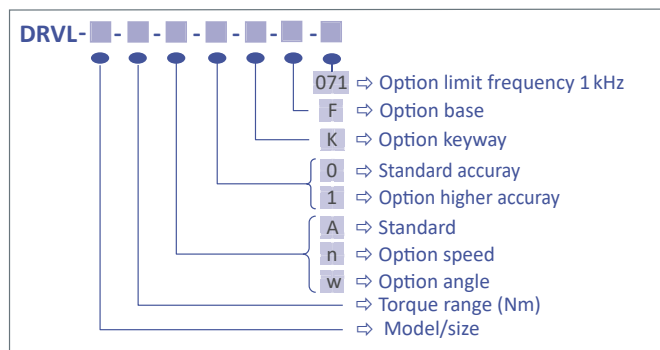 DRVL- - - - - - -
071 ⇨ Option limit frequency 1 kHz
F ⇨ Option base
K ⇨ Option keyway
0 ⇨ Standard accuray
1 ⇨ Option higher accuray
A ⇨ Standard
n ⇨ Option speed
w ⇨ Option angle
⇨ Torque range (Nm)
⇨ Model/size